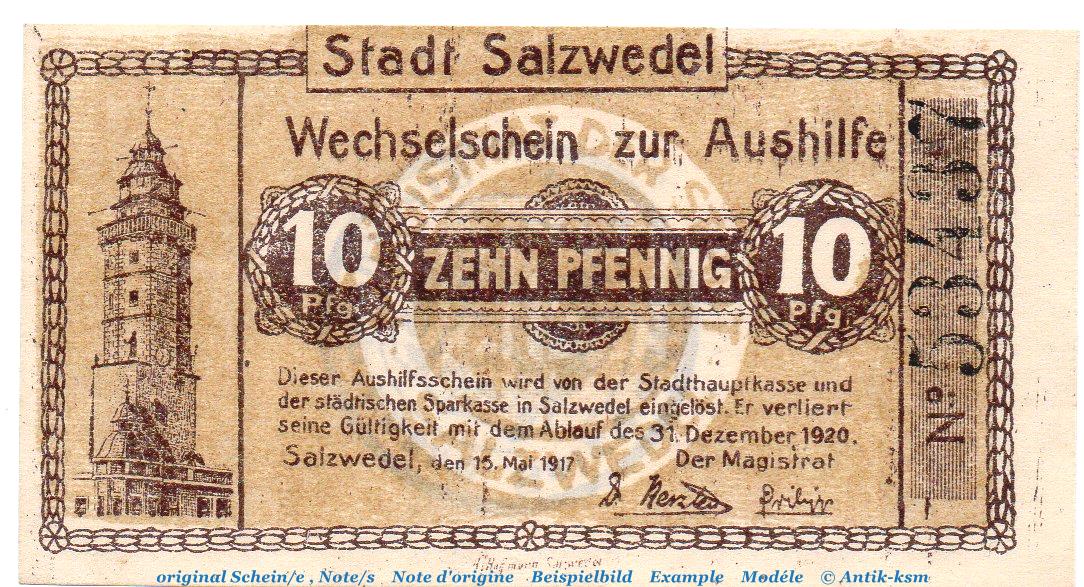 Stadt Salzwedel
Wechselschein zur Aushilfe
10 Pfg.
ZEHN PFENNIG
10 Pfg.
Dieser Aushilfsschein wird von der Stadthauptkasse und
der städtischen Sparkasse in Salzwedel eingelöst. Er verliert
seine Gültigkeit mit dem Ablauf des 31. Dezember 1920.
Salzwedel, den 15. Mai 1917 Der Magistrat
No 533437
original Schein/e , Note/s Note d'origine Beispielbild Example Modéle © Antik-ksm